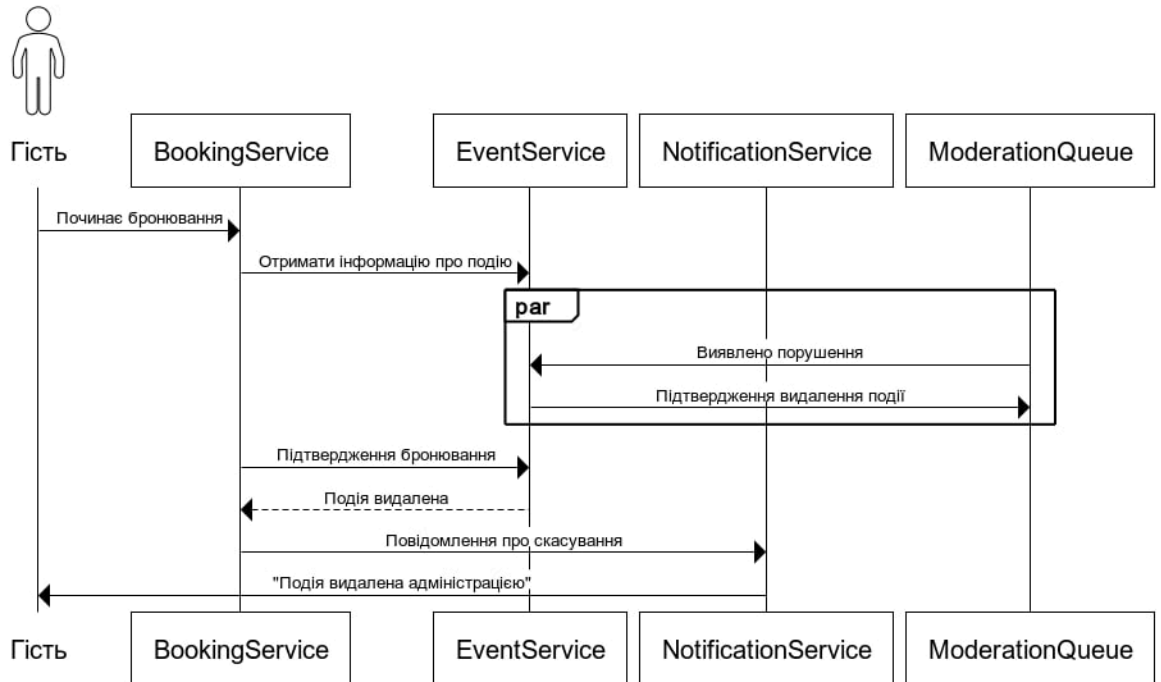 Гість
BookingService
EventService
NotificationService
ModerationQueue
Починає бронювання
Отримати інформацію про подію
par
Виявлено порушення
Підтвердження видалення події
Підтвердження бронювання
Подія видалена
Повідомлення про скасування
"Подія видалена адміністрацією"
Гість
BookingService
EventService
NotificationService
ModerationQueue